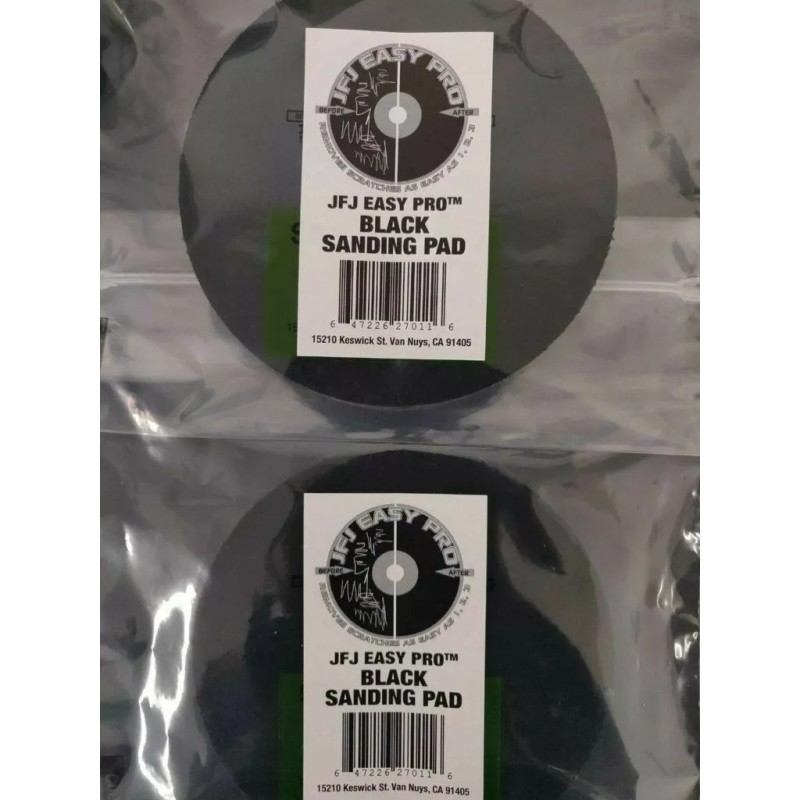 JFJ EASY PRO
BEFORE AFTER
REMOVES SCRATCHES AS EASY AS 1, 2, 3
JFJ EASY PRO™
BLACK
SANDING PAD
6 47226 27011 6
15210 Keswick St. Van Nuys, CA 91405
JFJ EASY PRO
BEFORE AFTER
REMOVES SCRATCHES AS EASY AS 1, 2, 3
JFJ EASY PRO™
BLACK
SANDING PAD
6 47226 27011 6
15210 Keswick St. Van Nuys, CA 91405